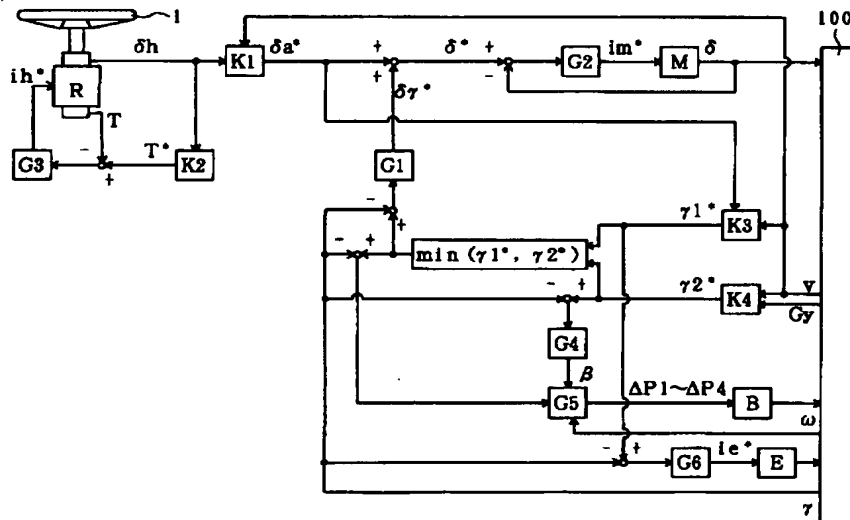 1
100
δh
K1
δa*
+
+
δ*
+
-
G2
im*
M
δ
ih*
R
T
δγ*
G3
-
+
T*
K2
G1
-
+
γ1*
K3
-
+
min (γ1*, γ2*)
-
+
γ2*
K4
V
Gy
G4
β
G5
ΔP1~ΔP4
B
ω
-
+
G6
ie*
E
γ